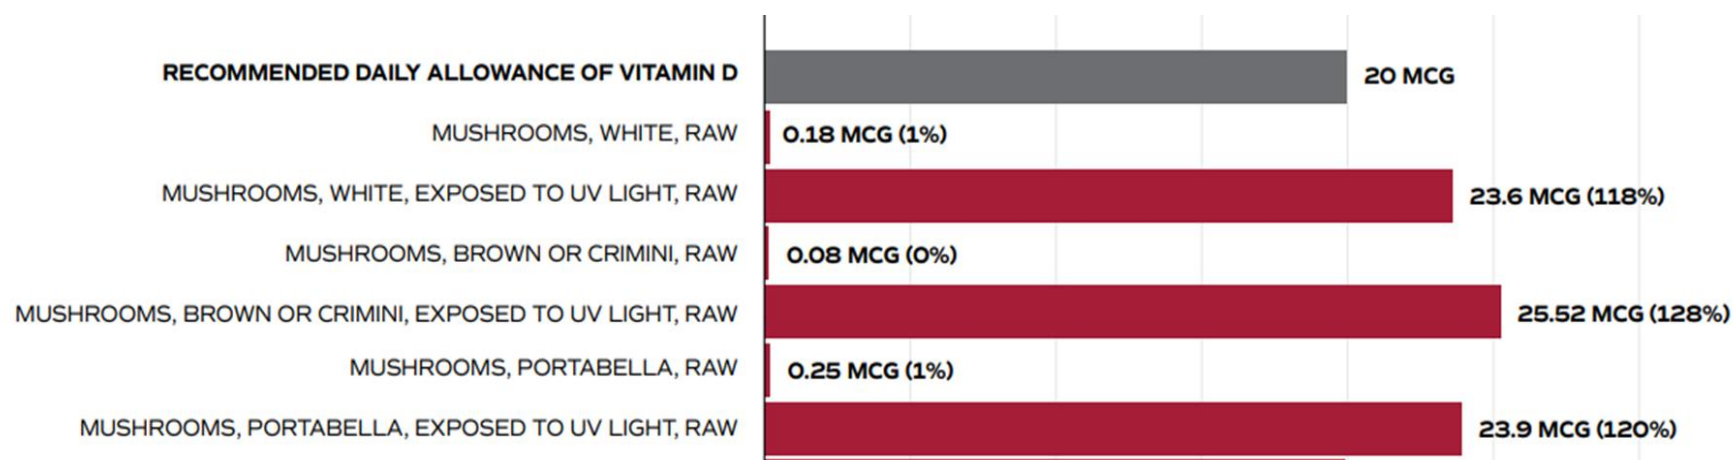 RECOMMENDED DAILY ALLOWANCE OF VITAMIN D 20 MCG
MUSHROOMS, WHITE, RAW 0.18 MCG (1%)
MUSHROOMS, WHITE, EXPOSED TO UV LIGHT, RAW 23.6 MCG (118%)
MUSHROOMS, BROWN OR CRIMINI, RAW 0.08 MCG (0%)
MUSHROOMS, BROWN OR CRIMINI, EXPOSED TO UV LIGHT, RAW 25.52 MCG (128%)
MUSHROOMS, PORTABELLA, RAW 0.25 MCG (1%)
MUSHROOMS, PORTABELLA, EXPOSED TO UV LIGHT, RAW 23.9 MCG (120%)